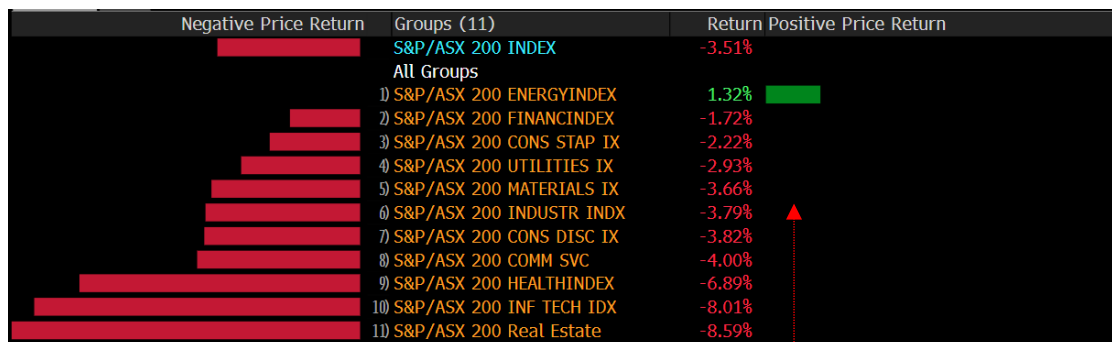 Negative Price Return Groups (11) Return Positive Price Return
S&P/ASX 200 INDEX -3.51%
All Groups
1) S&P/ASX 200 ENERGYINDEX 1.32%
2) S&P/ASX 200 FINANCINDEX -1.72%
3) S&P/ASX 200 CONS STAP IX -2.22%
4) S&P/ASX 200 UTILITIES IX -2.93%
5) S&P/ASX 200 MATERIALS IX -3.66%
6) S&P/ASX 200 INDUSTR INDX -3.79%
7) S&P/ASX 200 CONS DISC IX -3.82%
8) S&P/ASX 200 COMM SVC -4.00%
9) S&P/ASX 200 HEALTHINDEX -6.89%
10) S&P/ASX 200 INF TECH IDX -8.01%
11) S&P/ASX 200 Real Estate -8.59%